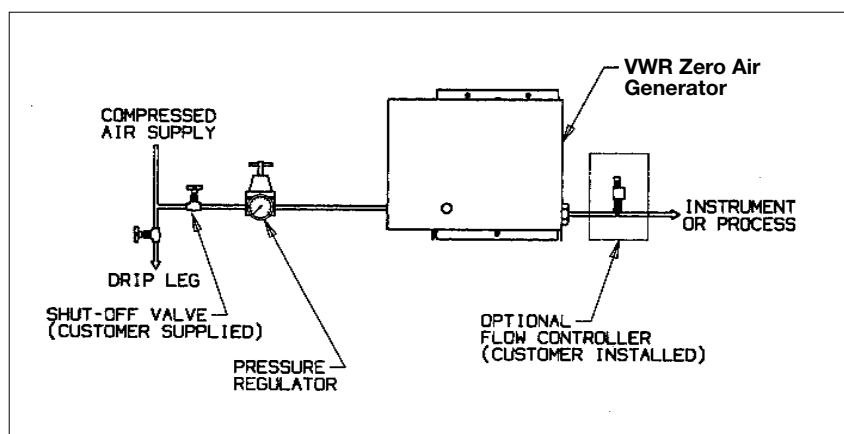 VWR Zero Air
Generator
COMPRESSED
AIR SUPPLY
INSTRUMENT
OR PROCESS
DRIP LEG
SHUT-OFF VALVE
(CUSTOMER SUPPLIED)
OPTIONAL
FLOW CONTROLLER
(CUSTOMER INSTALLED)
PRESSURE
REGULATOR